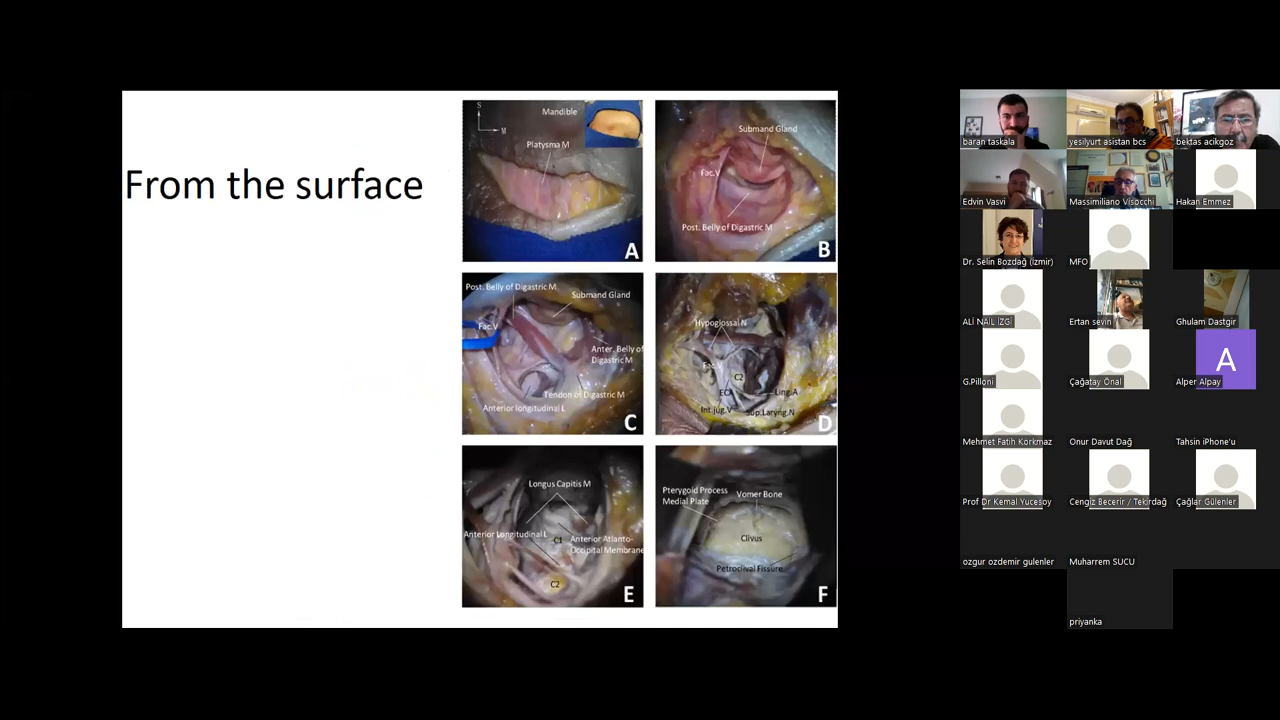 From the surface
S
M
Mandible
Platysma M
A
Submand Gland
Fac.V
Post. Belly of Digastric M
B
Post. Belly of Digastric M
Submand Gland
Fac.V
Anter. Belly of
Digastric M
Tendon of Digastric M
Anterior longitudinal L
C
Hypoglossal N
Fac.V
C2
ECA
Ling.A
Int.jug.V
Sup.Laryng.N
D
Longus Capitis M
Anterior Longitudinal L
C1
Anterior Atlanto-
Occipital Membrane
C2
E
Pterygoid Process
Medial Plate
Vomer Bone
Clivus
Petroclival Fissure
F
baran taskala
yesilyurt asistan bcs
bektas acikgoz
Edvin Vasvi
Massimiliano Visocchi
Hakan Emmez
Dr. Selin Bozdağ (İzmir)
MFO
ALİ NAİL İZGİ
Ertan sevin
Ghulam Dastgir
G.Pilloni
Çağatay Önal
A
Alper Alpay
Mehmet Fatih Korkmaz
Onur Davut Dağ
Tahsin iPhone'u
Prof Dr Kemal Yucesoy
Cengiz Becerir / Tekirdağ
Çağlar Gülenler
ozgur ozdemir gulenler
Muharrem SUCU
priyanka